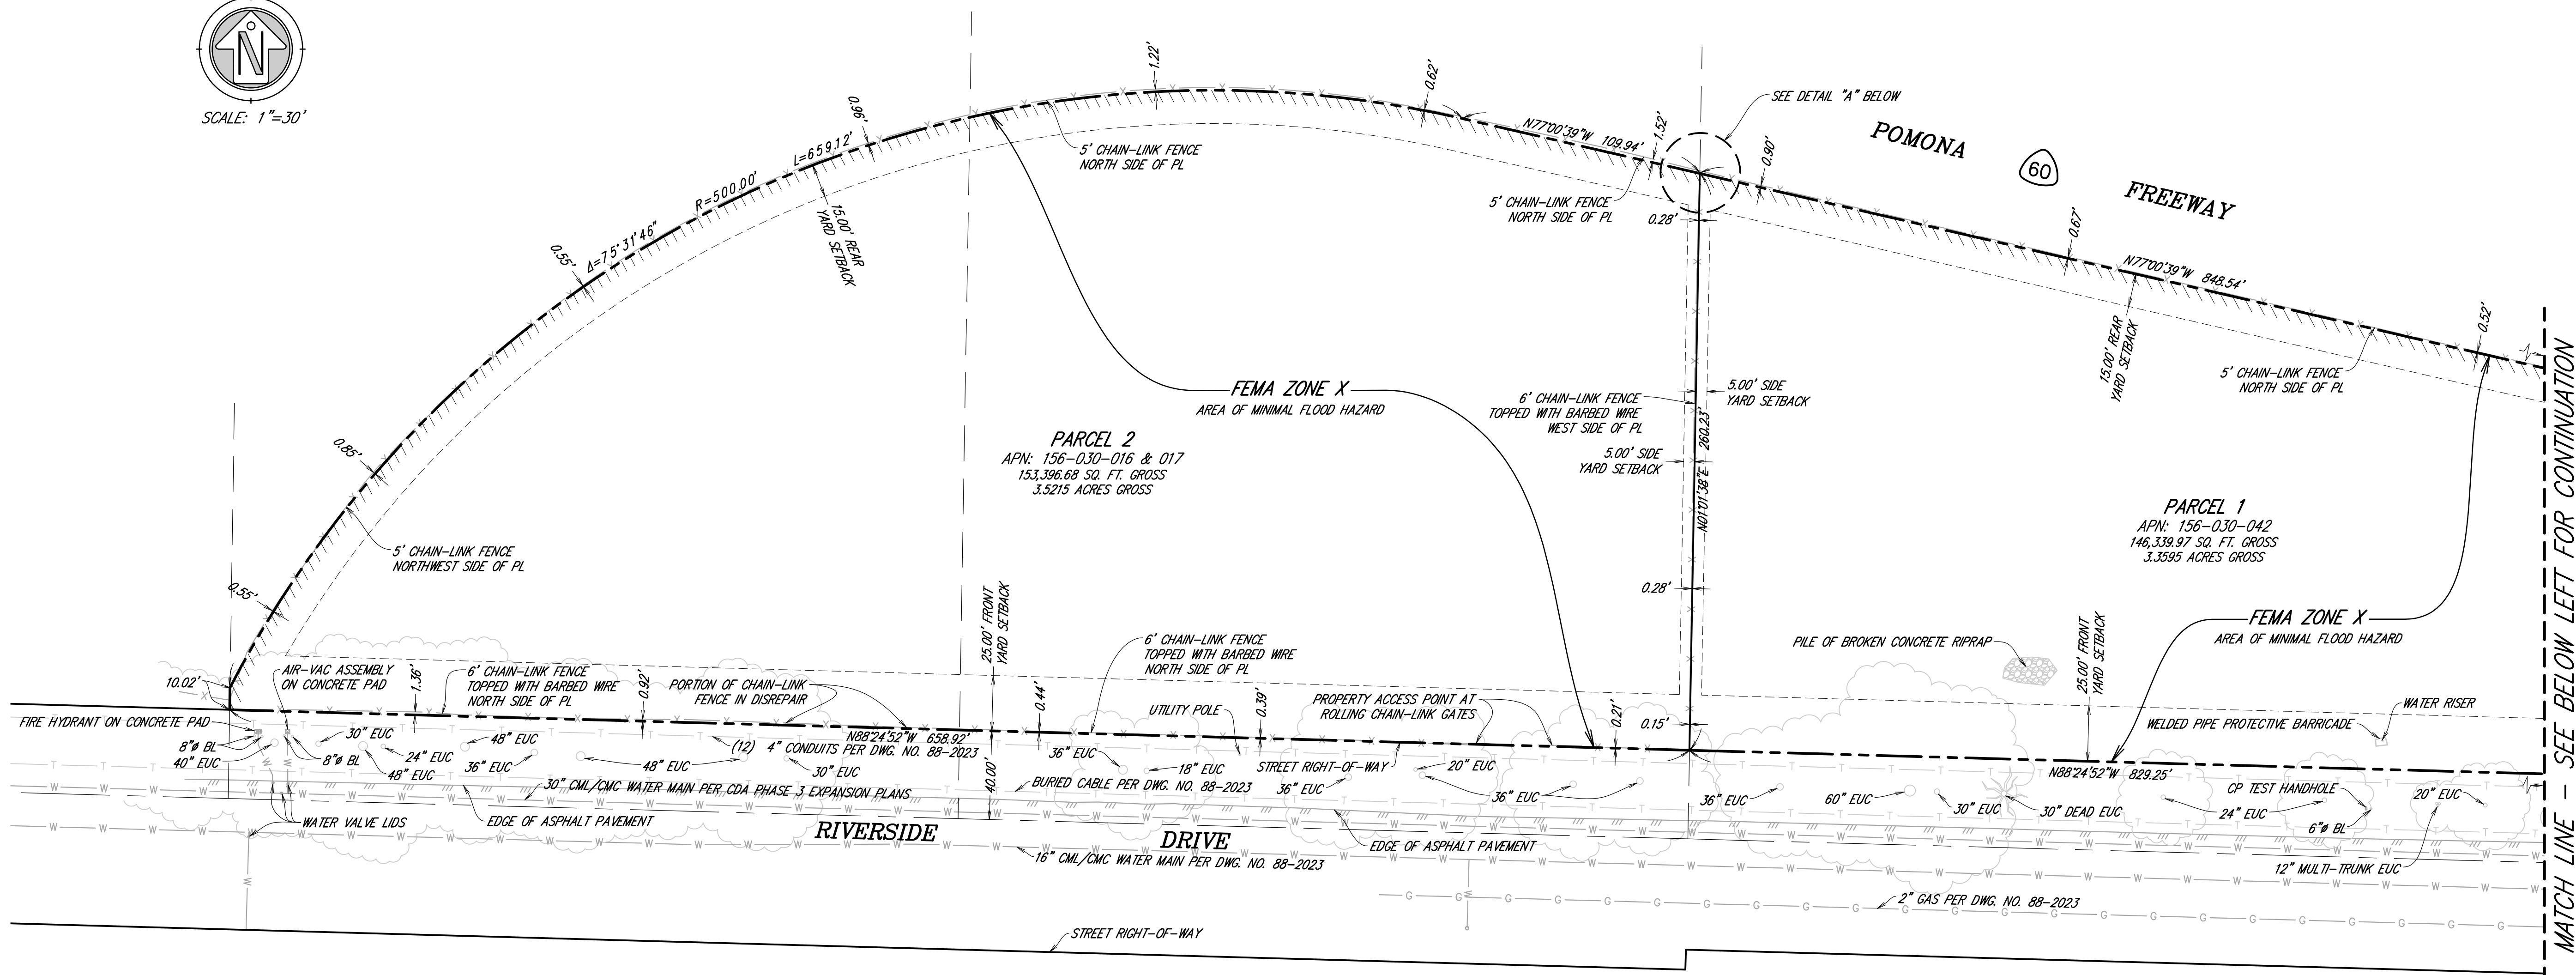 N
SCALE: 1"=30'
0.96'
1.22'
0.62'
SEE DETAIL "A" BELOW
POMONA
60
FREEWAY
N77°00'39"W 109.94'
1.52'
0.90'
5' CHAIN-LINK FENCE
NORTH SIDE OF PL
5' CHAIN-LINK FENCE
NORTH SIDE OF PL
0.28'
Δ=75°31'46"
R=500.00'
L=659.12'
15.00' REAR
YARD SETBACK
0.55'
0.67'
N77°00'39"W 848.54'
15.00' REAR
YARD SETBACK
0.52'
5' CHAIN-LINK FENCE
NORTH SIDE OF PL
FEMA ZONE X
AREA OF MINIMAL FLOOD HAZARD
6' CHAIN-LINK FENCE
TOPPED WITH BARBED WIRE
WEST SIDE OF PL
5.00' SIDE
YARD SETBACK
5.00' SIDE
YARD SETBACK
N01°01'38"E 260.23'
0.85'
PARCEL 2
APN: 156-030-016 & 017
153,396.68 SQ. FT. GROSS
3.5215 ACRES GROSS
PARCEL 1
APN: 156-030-042
146,339.97 SQ. FT. GROSS
3.3595 ACRES GROSS
5' CHAIN-LINK FENCE
NORTHWEST SIDE OF PL
0.55'
0.28'
FEMA ZONE X
AREA OF MINIMAL FLOOD HAZARD
25.00' FRONT
YARD SETBACK
6' CHAIN-LINK FENCE
TOPPED WITH BARBED WIRE
NORTH SIDE OF PL
PILE OF BROKEN CONCRETE RIPRAP
25.00' FRONT
YARD SETBACK
10.02'
AIR-VAC ASSEMBLY
ON CONCRETE PAD
6' CHAIN-LINK FENCE
TOPPED WITH BARBED WIRE
NORTH SIDE OF PL
1.36'
0.92'
PORTION OF CHAIN-LINK
FENCE IN DISREPAIR
0.44'
UTILITY POLE
0.39'
PROPERTY ACCESS POINT AT
ROLLING CHAIN-LINK GATES
0.21'
0.15'
WATER RISER
WELDED PIPE PROTECTIVE BARRICADE
FIRE HYDRANT ON CONCRETE PAD
8"ø BL
40" EUC
8"ø BL
30" EUC
24" EUC
48" EUC
48" EUC
36" EUC
48" EUC
30" EUC
N88°24'52"W 658.92'
(12) 4" CONDUITS PER DWG. NO. 88-2023
40.00'
36" EUC
18" EUC
STREET RIGHT-OF-WAY
20" EUC
36" EUC
36" EUC
36" EUC
60" EUC
30" EUC
N88°24'52"W 829.25'
30" DEAD EUC
CP TEST HANDHOLE
24" EUC
6"ø BL
20" EUC
12" MULTI-TRUNK EUC
30" CML/CMC WATER MAIN PER CDA PHASE 3 EXPANSION PLANS
BURIED CABLE PER DWG. NO. 88-2023
WATER VALVE LIDS
EDGE OF ASPHALT PAVEMENT
RIVERSIDE DRIVE
EDGE OF ASPHALT PAVEMENT
16" CML/CMC WATER MAIN PER DWG. NO. 88-2023
2" GAS PER DWG. NO. 88-2023
STREET RIGHT-OF-WAY
MATCH LINE - SEE BELOW LEFT FOR CONTINUATION